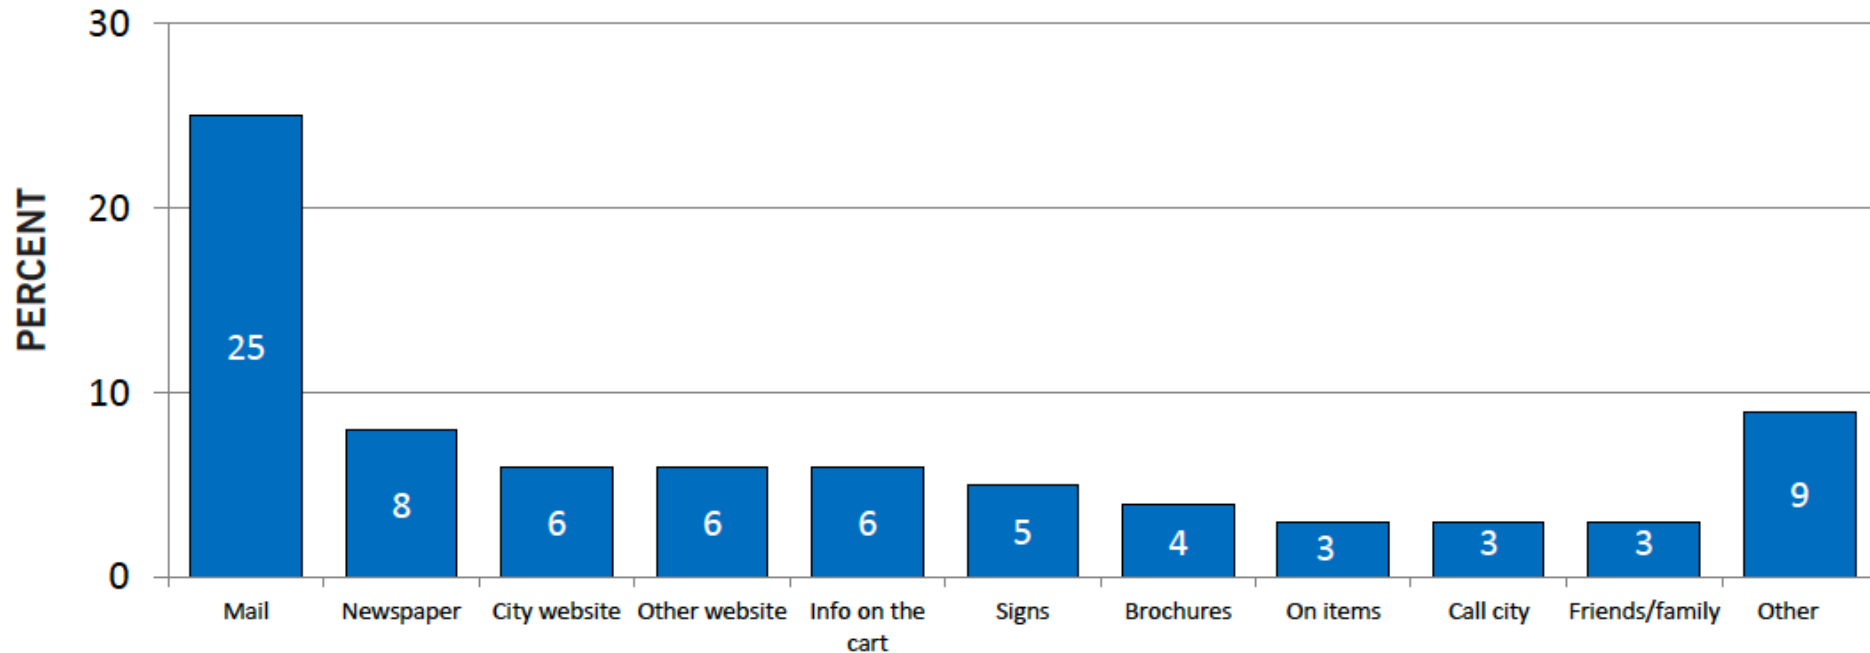 30
20
10
0
PERCENT
25
8
6
6
6
5
4
3
3
3
9
Mail
Newspaper
City website
Other website
Info on the
cart
Signs
Brochures
On items
Call city
Friends/family
Other